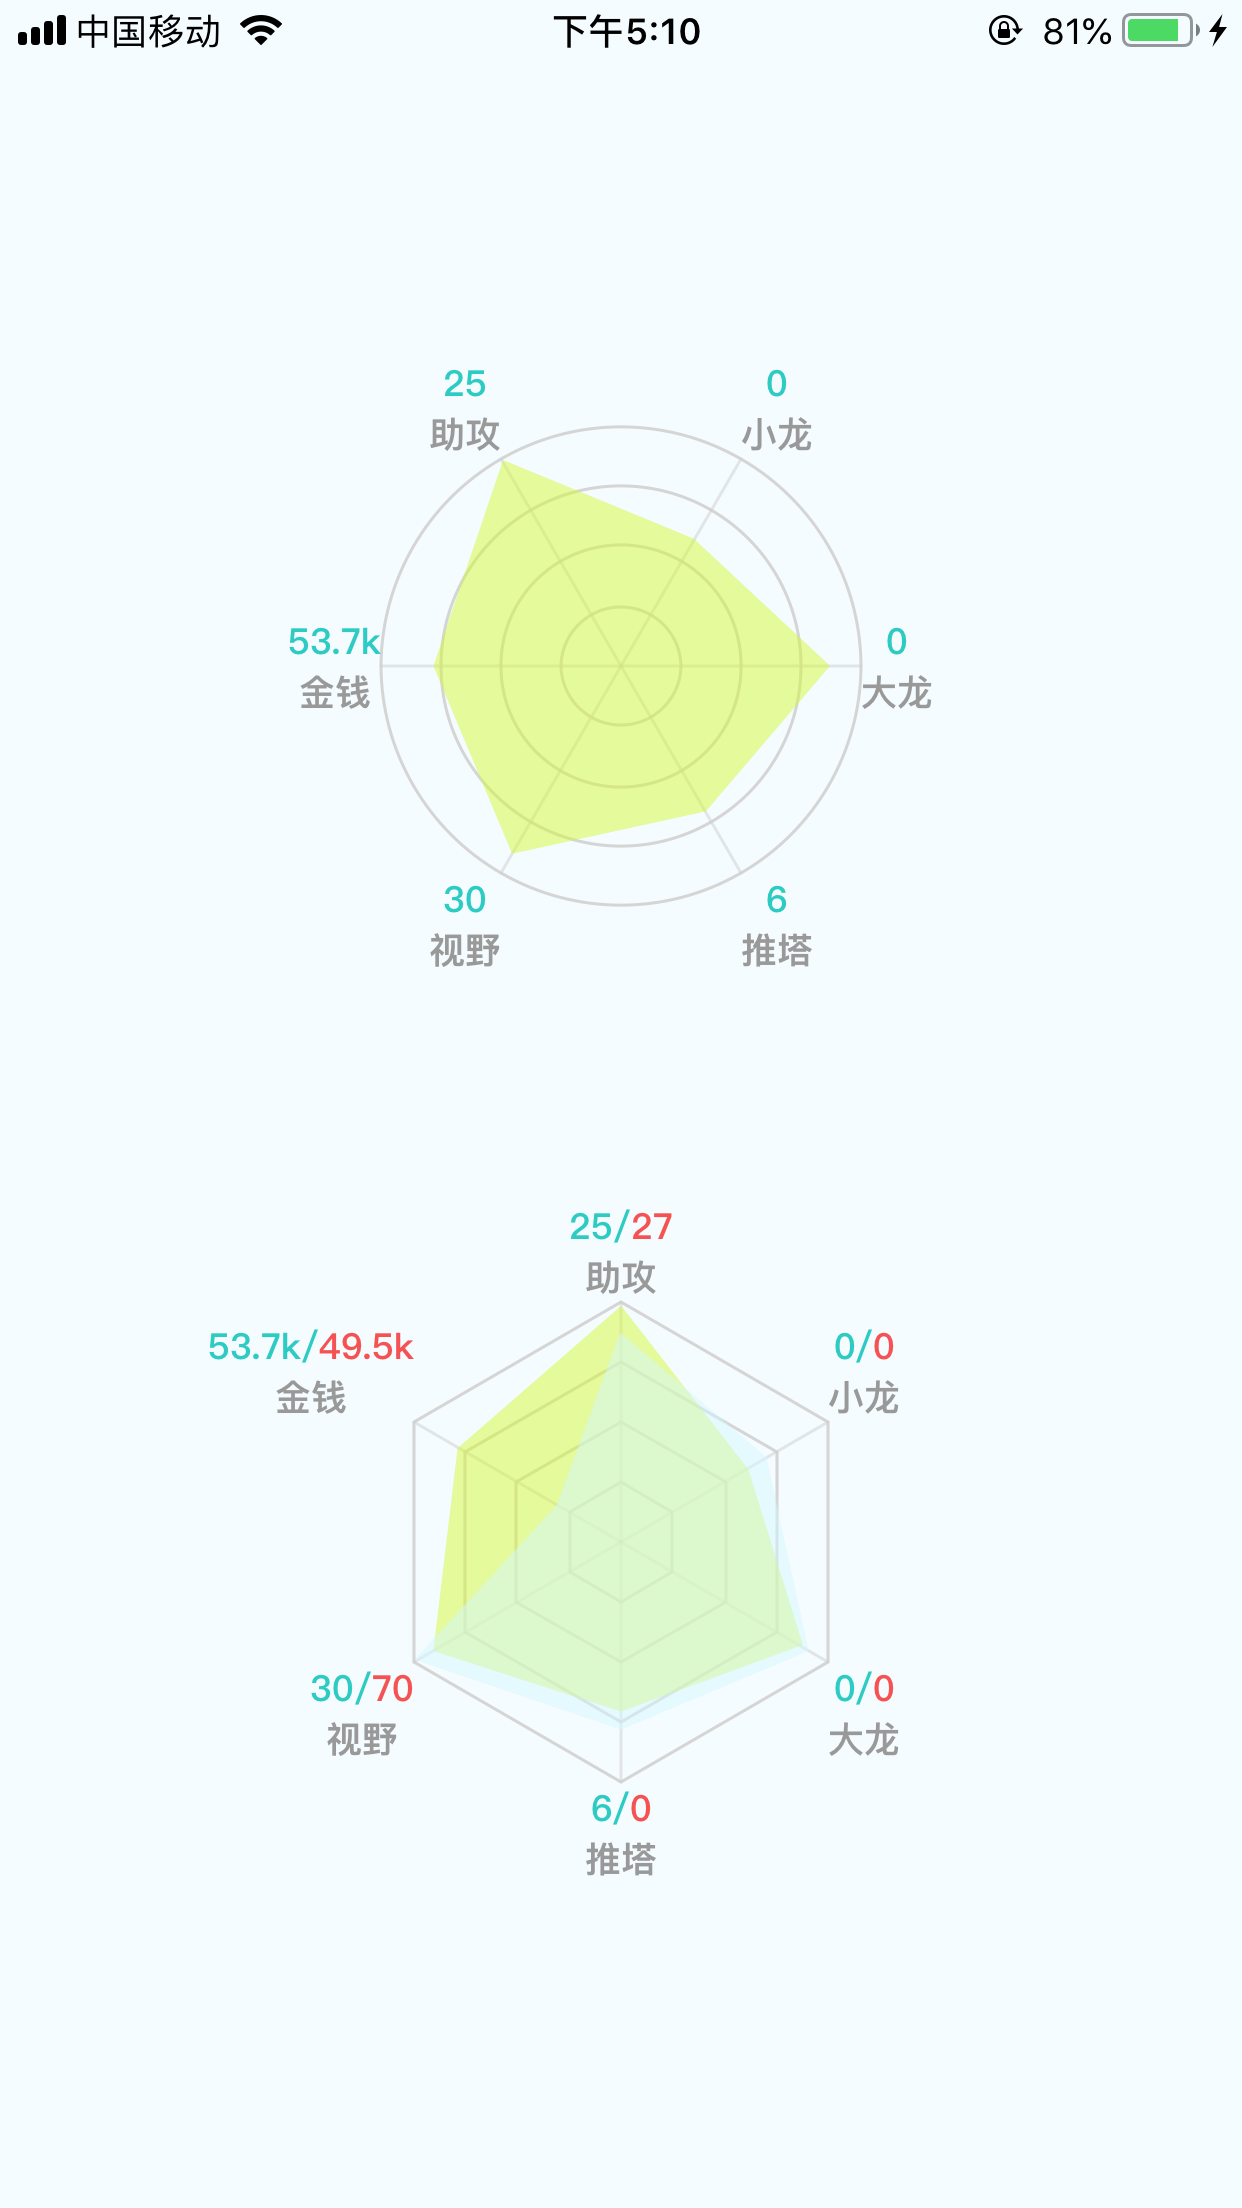 中国移动 下午5:10 81%
25
助攻
0
小龙
53.7k
金钱
0
大龙
30
视野
6
推塔
25/27
助攻
53.7k/49.5k
金钱
0/0
小龙
30/70
视野
0/0
大龙
6/0
推塔